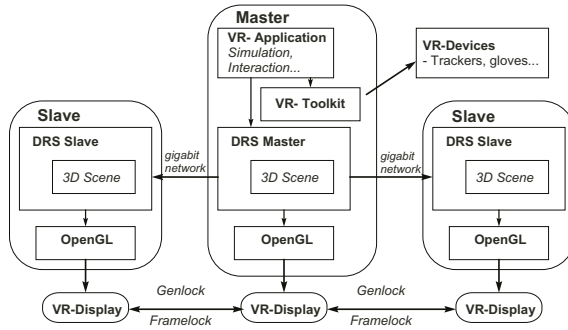 Master
VR- Application
Simulation,
Interaction...
VR-Devices
- Trackers, gloves...
VR- Toolkit
Slave
DRS Slave
3D Scene
OpenGL
VR-Display
gigabit
network
DRS Master
3D Scene
OpenGL
VR-Display
gigabit
network
Slave
DRS Slave
3D Scene
OpenGL
VR-Display
Genlock
Framelock
Genlock
Framelock